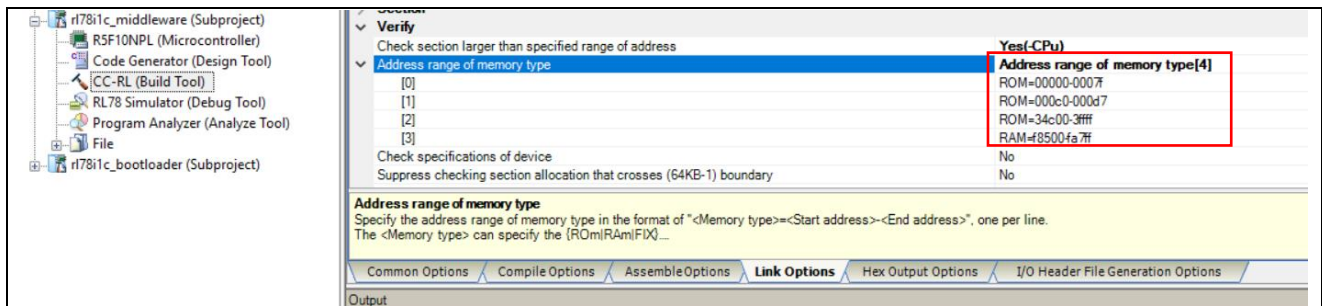 rl78i1c_middleware (Subproject)
R5F10NPL (Microcontroller)
Code Generator (Design Tool)
CC-RL (Build Tool)
RL78 Simulator (Debug Tool)
Program Analyzer (Analyze Tool)
File
rl78i1c_bootloader (Subproject)
Section
Verify
Check section larger than specified range of address Yes(-CPu)
Address range of memory type Address range of memory type[4]
[0] ROM=00000-0007f
[1] ROM=000c0-000d7
[2] ROM=34c00-3ffff
[3] RAM=f8500-fa7ff
Check specifications of device No
Suppress checking section allocation that crosses (64KB-1) boundary No
Address range of memory type
Specify the address range of memory type in the format of "<Memory type>=<Start address>-<End address>", one per line.
The <Memory type> can specify the {ROm|RAm|FIX}....
Common Options Compile Options Assemble Options Link Options Hex Output Options I/O Header File Generation Options
Output